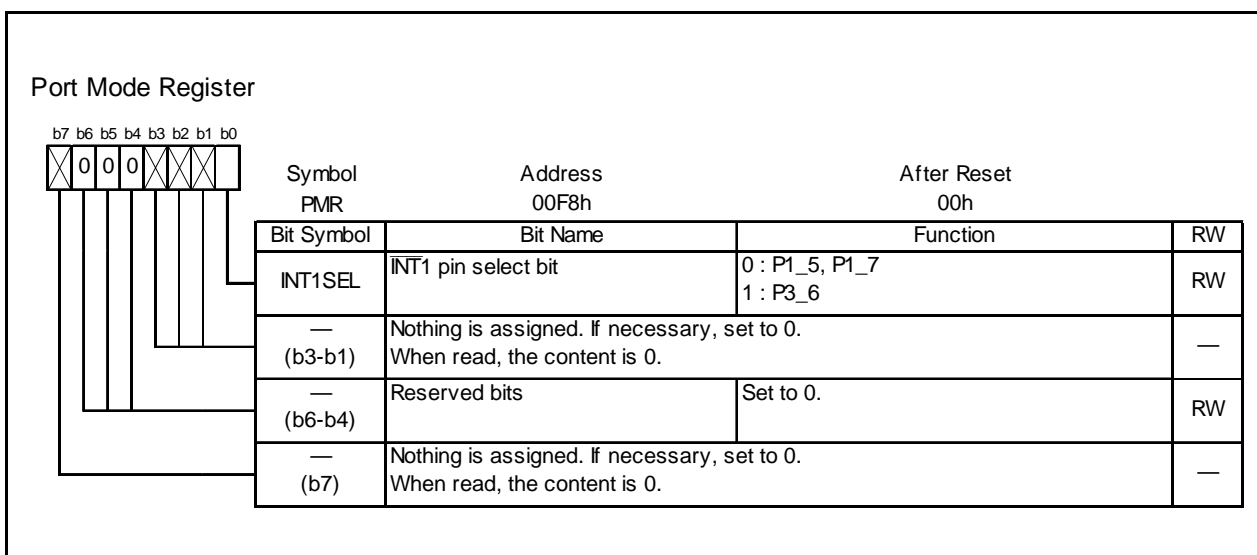 Port Mode Register
b7 b6 b5 b4 b3 b2 b1 b0
0 0 0
Symbol Address After Reset
PMR 00F8h 00h
Bit Symbol Bit Name Function RW
INT1SEL INT1 pin select bit 0 : P1_5, P1_7 RW
1 : P3_6
— Nothing is assigned. If necessary, set to 0. —
(b3-b1) When read, the content is 0.
— Reserved bits Set to 0. RW
(b6-b4)
— Nothing is assigned. If necessary, set to 0. —
(b7) When read, the content is 0.